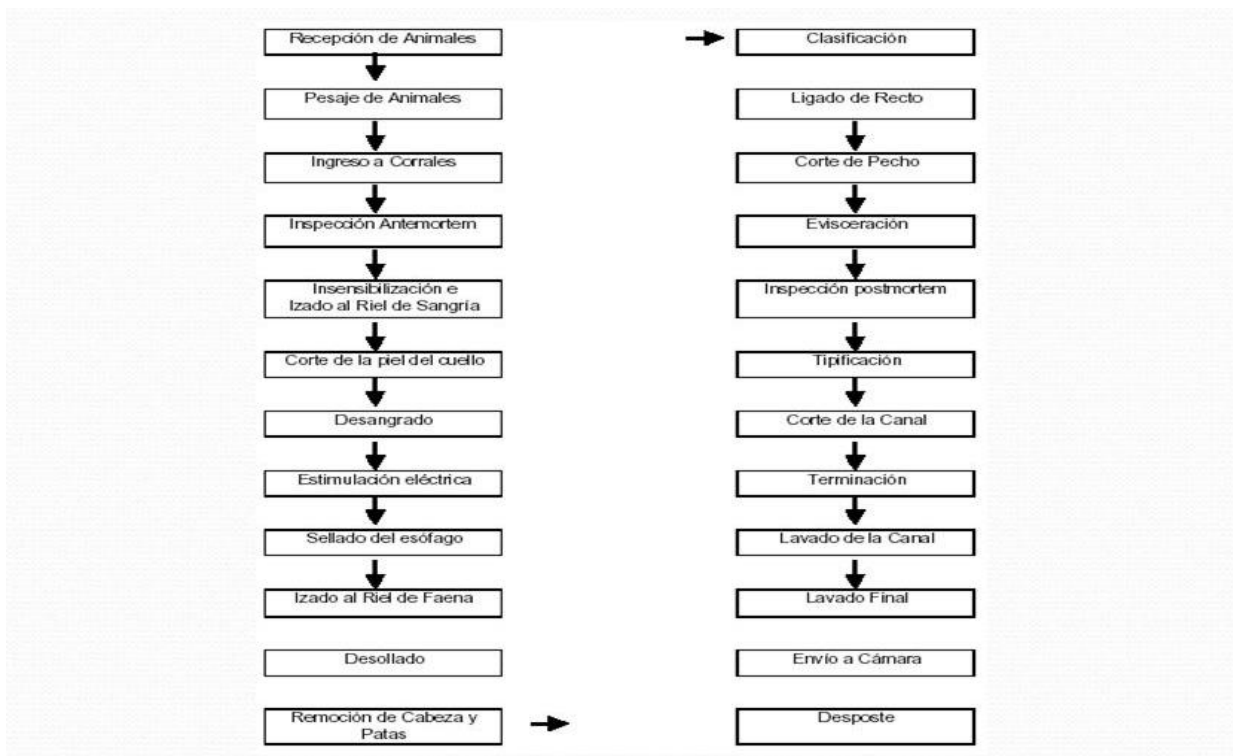 Recepción de Animales
Pesaje de Animales
Ingreso a Corrales
Inspección Antemortem
Insensibilización e
Izado al Riel de Sangría
Corte de la piel del cuello
Desangrado
Estimulación eléctrica
Sellado del esófago
Izado al Riel de Faena
Desollado
Remoción de Cabeza y
Patas
Clasificación
Ligado de Recto
Corte de Pecho
Evisceración
Inspección postmortem
Tipificación
Corte de la Canal
Terminación
Lavado de la Canal
Lavado Final
Envío a Cámara
Desposte